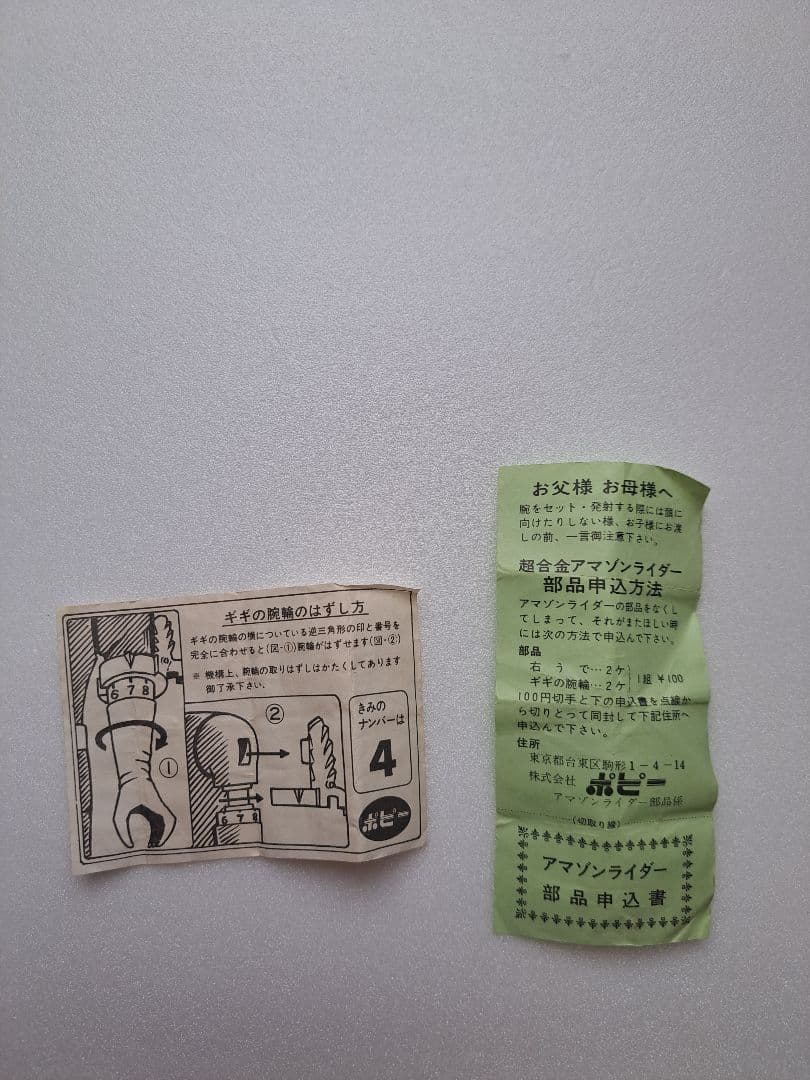 ギギの腕輪のはずし方
ギギの腕輪の横についている逆三角形の印と番号を
完全に合わせると(図-①)腕輪がはずせます(図-②)
※ 機構上、腕輪の取りはずしはかたくしてあります
御了承下さい.
6 7 8
①
②
6 7 8
きみの
ナンバーは
4
ポピー
お父様 お母様へ
腕をセット・発射する際には顔に
向けたりしない様、お子様にお渡
しの前、一言御注意下さい。
超合金アマゾンライダー
部品申込方法
アマゾンライダーの部品をなくし
てしまって、それがまたほしい時
には次の方法で申込んで下さい。
部品
右うで…2ケ
ギギの腕輪…2ケ
1組 ¥100
100円切手と下の申込書を点線か
ら切りとって同封して下記住所へ
申込んで下さい。
住所
東京都台東区駒形1-4-14
株式会社 ポピー
アマゾンライダー部品係
(切取り線)
アマゾンライダー
部品申込書